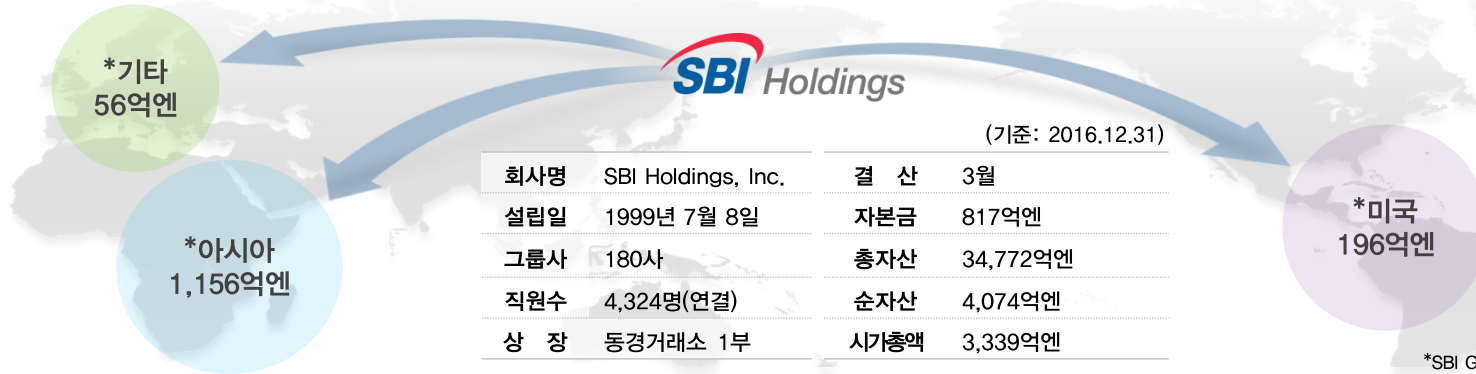 SBI Holdings
*기타
56억엔
(기준: 2016.12.31)
회사명 SBI Holdings, Inc. 결 산 3월
설립일 1999년 7월 8일 자본금 817억엔
*미국
196억엔
*아시아
1,156억엔
그룹사 180사 총자산 34,772억엔
직원수 4,324명(연결) 순자산 4,074억엔
상 장 동경거래소 1부 시가총액 3,339억엔
*SBI G